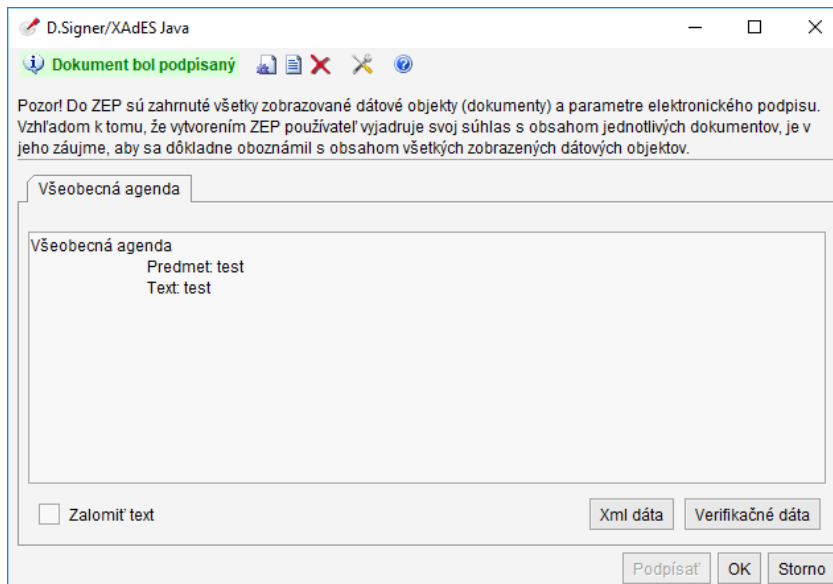 D.Signer/XAdES Java
Dokument bol podpísaný
Pozor! Do ZEP sú zahrnuté všetky zobrazované dátové objekty (dokumenty) a parametre elektronického podpisu.
Vzhľadom k tomu, že vytvorením ZEP používateľ vyjadruje svoj súhlas s obsahom jednotlivých dokumentov, je v
jeho záujme, aby sa dôkladne oboznámil s obsahom všetkých zobrazených dátových objektov.
Všeobecná agenda
Všeobecná agenda
Predmet: test
Text: test
Zalomiť text
Xml dáta
Verifikačné dáta
Podpísať
OK
Storno